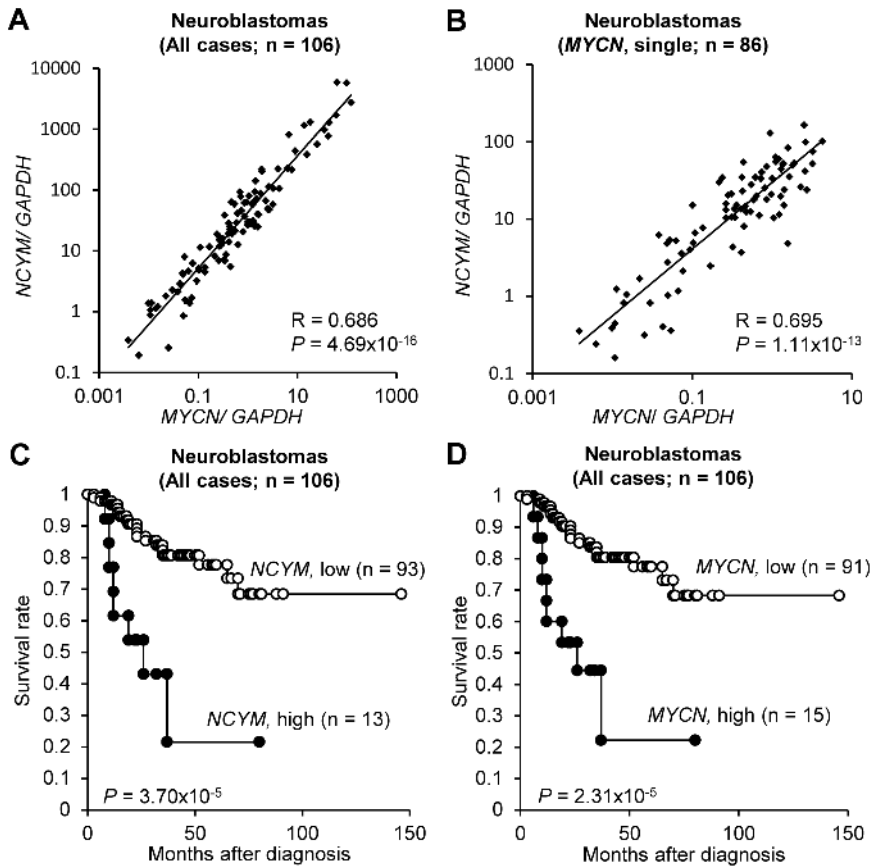 A
Neuroblastomas
(All cases; n = 106)
10000
1000
100
10
1
0.1
NCYM/ GAPDH
R = 0.686
P = 4.69x10⁻¹⁶
0.001
0.1
10
1000
MYCN/ GAPDH
B
Neuroblastomas
(MYCN, single; n = 86)
1000
100
10
1
0.1
NCYM/ GAPDH
R = 0.695
P = 1.11x10⁻¹³
0.001
0.1
10
MYCN/ GAPDH
C
Neuroblastomas
(All cases; n = 106)
1
0.9
0.8
0.7
0.6
0.5
0.4
0.3
0.2
0.1
0
Survival rate
NCYM, low (n = 93)
NCYM, high (n = 13)
P = 3.70x10⁻⁵
0
50
100
150
Months after diagnosis
D
Neuroblastomas
(All cases; n = 106)
1
0.9
0.8
0.7
0.6
0.5
0.4
0.3
0.2
0.1
0
Survival rate
MYCN, low (n = 91)
MYCN, high (n = 15)
P = 2.31x10⁻⁵
0
50
100
150
Months after diagnosis